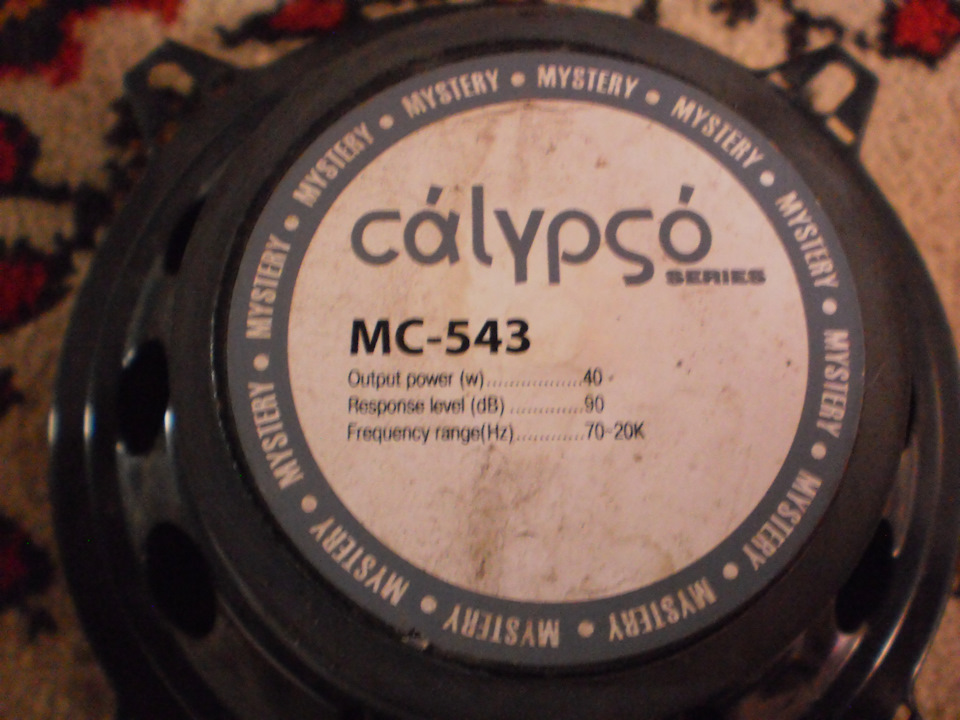 MYSTERY • MYSTERY • MYSTERY • MYSTERY • MYSTERY • MYSTERY • MYSTERY • MYSTERY • MYSTERY • MYSTERY • MYSTERY •
cályPSó
SERIES
MC-543
Output power (w).................40
Response level (dB) ............90
Frequency range(Hz)............70~20K